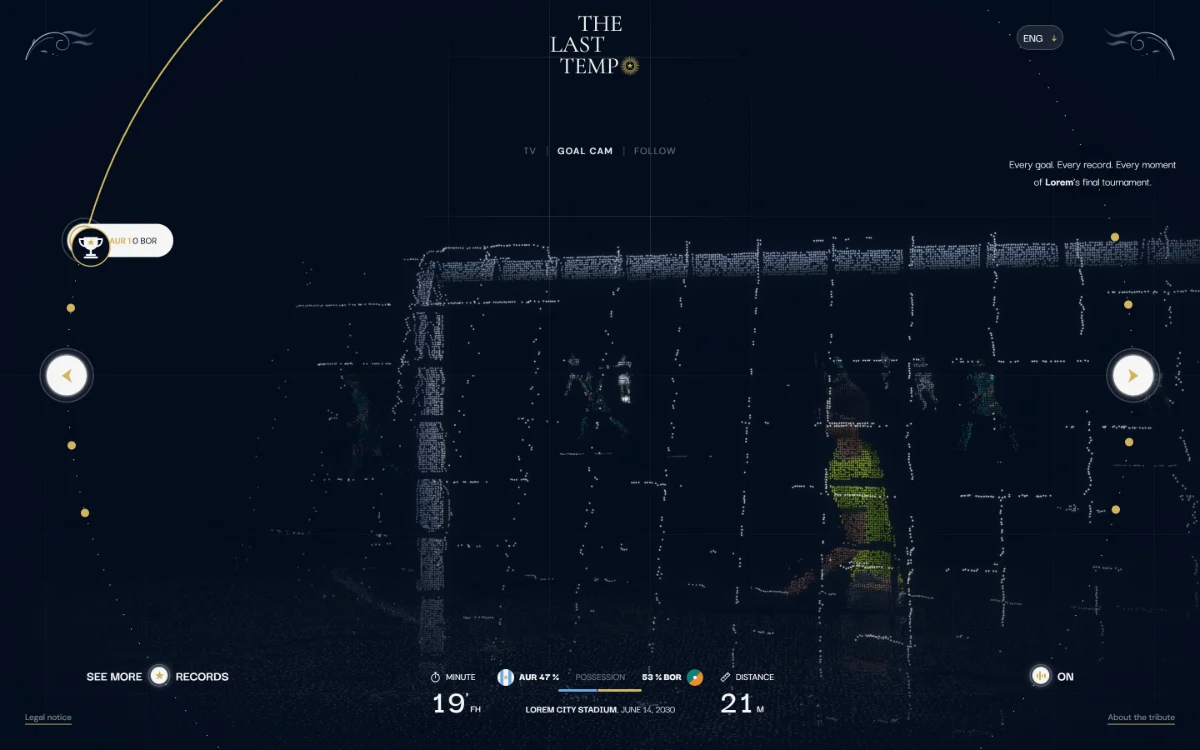 THE
LAST
TEMPO
ENG
TV | GOAL CAM | FOLLOW
Every goal. Every record. Every moment
of Lorem's final tournament.
AUR 1 0 BOR
SEE MORE RECORDS
MINUTE
19' FH
AUR 47 % POSSESSION 53 % BOR
LOREM CITY STADIUM, JUNE 14, 2030
DISTANCE
21 M
ON
Legal notice
About the tribute